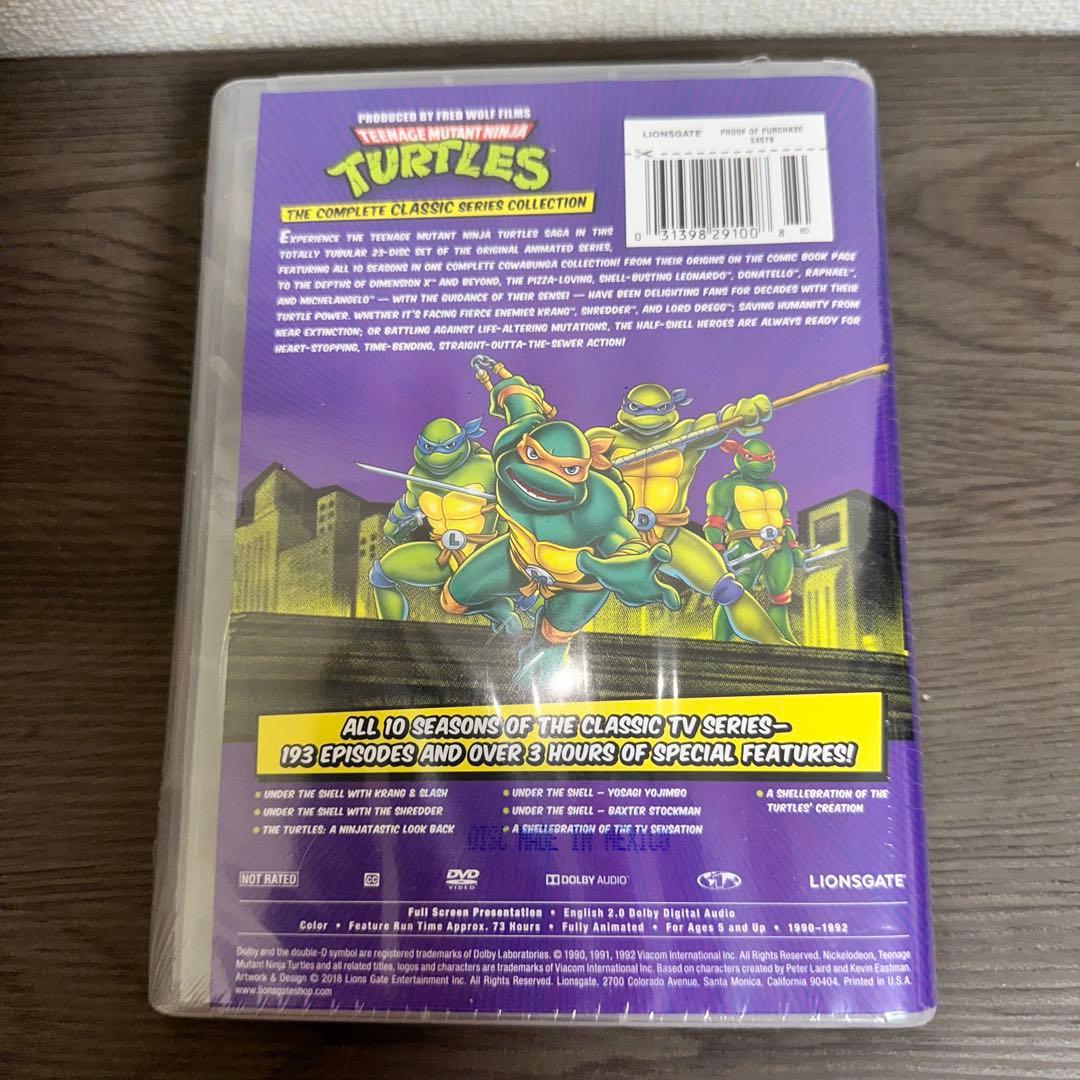 PRODUCED BY FRED WOLF FILMS
TEENAGE MUTANT NINJA
TURTLES™
THE COMPLETE CLASSIC SERIES COLLECTION
LIONSGATE PROOF OF PURCHASE
54579
0 31398 29100 8
EXPERIENCE THE TEENAGE MUTANT NINJA TURTLES SAGA IN THIS
TOTALLY TUBULAR 23-DISC SET OF THE ORIGINAL ANIMATED SERIES,
FEATURING ALL 10 SEASONS IN ONE COMPLETE COWABUNGA COLLECTION! FROM THEIR ORIGINS ON THE COMIC BOOK PAGE
TO THE DEPTHS OF DIMENSION X™ AND BEYOND, THE PIZZA-LOVING, SHELL-BUSTING LEONARDO™, DONATELLO™, RAPHAEL™,
AND MICHELANGELO™ — WITH THE GUIDANCE OF THEIR SENSEI — HAVE BEEN DELIGHTING FANS FOR DECADES WITH THEIR
TURTLE POWER. WHETHER IT'S FACING FIERCE ENEMIES KRANG™, SHREDDER™, AND LORD DREGG™; SAVING HUMANITY FROM
NEAR EXTINCTION; OR BATTLING AGAINST LIFE-ALTERING MUTATIONS, THE HALF-SHELL HEROES ARE ALWAYS READY FOR
HEART-STOPPING, TIME-BENDING, STRAIGHT-OUTTA-THE-SEWER ACTION!
L
D
R
ALL 10 SEASONS OF THE CLASSIC TV SERIES—
193 EPISODES AND OVER 3 HOURS OF SPECIAL FEATURES!
• UNDER THE SHELL WITH KRANG & SLASH
• UNDER THE SHELL WITH THE SHREDDER
• THE TURTLES: A NINJATASTIC LOOK BACK
• UNDER THE SHELL – YOSAGI YOJIMBO
• UNDER THE SHELL – BAXTER STOCKMAN
• A SHELLEBRATION OF THE TV SENSATION
• A SHELLEBRATION OF THE
TURTLES' CREATION
DISC MADE IN MEXICO
NOT RATED CC DVD VIDEO DOLBY AUDIO™ LIONSGATE
Full Screen Presentation • English 2.0 Dolby Digital Audio
Color • Feature Run Time Approx. 73 Hours • Fully Animated • For Ages 5 and Up • 1990–1992
Dolby and the double-D symbol are registered trademarks of Dolby Laboratories. © 1990, 1991, 1992 Viacom International Inc. All Rights Reserved. Nickelodeon, Teenage
Mutant Ninja Turtles and all related titles, logos and characters are trademarks of Viacom International Inc. Based on characters created by Peter Laird and Kevin Eastman.
Artwork & Design © 2018 Lions Gate Entertainment Inc. All Rights Reserved. Lionsgate, 2700 Colorado Avenue, Santa Monica, California 90404. Printed in U.S.A.
www.lionsgateshop.com